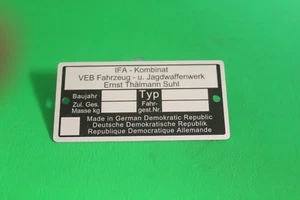 IFA - Kombinat
VEB Fahrzeug - u. Jagdwaffenwerk
Ernst Thälmann Suhl
Baujahr Typ
Zul. Ges. Fahr-
Masse kg gest.Nr.
Made in German Democratic Republic
Deutsche Demokratische Republik
Republique Democratique Allemande